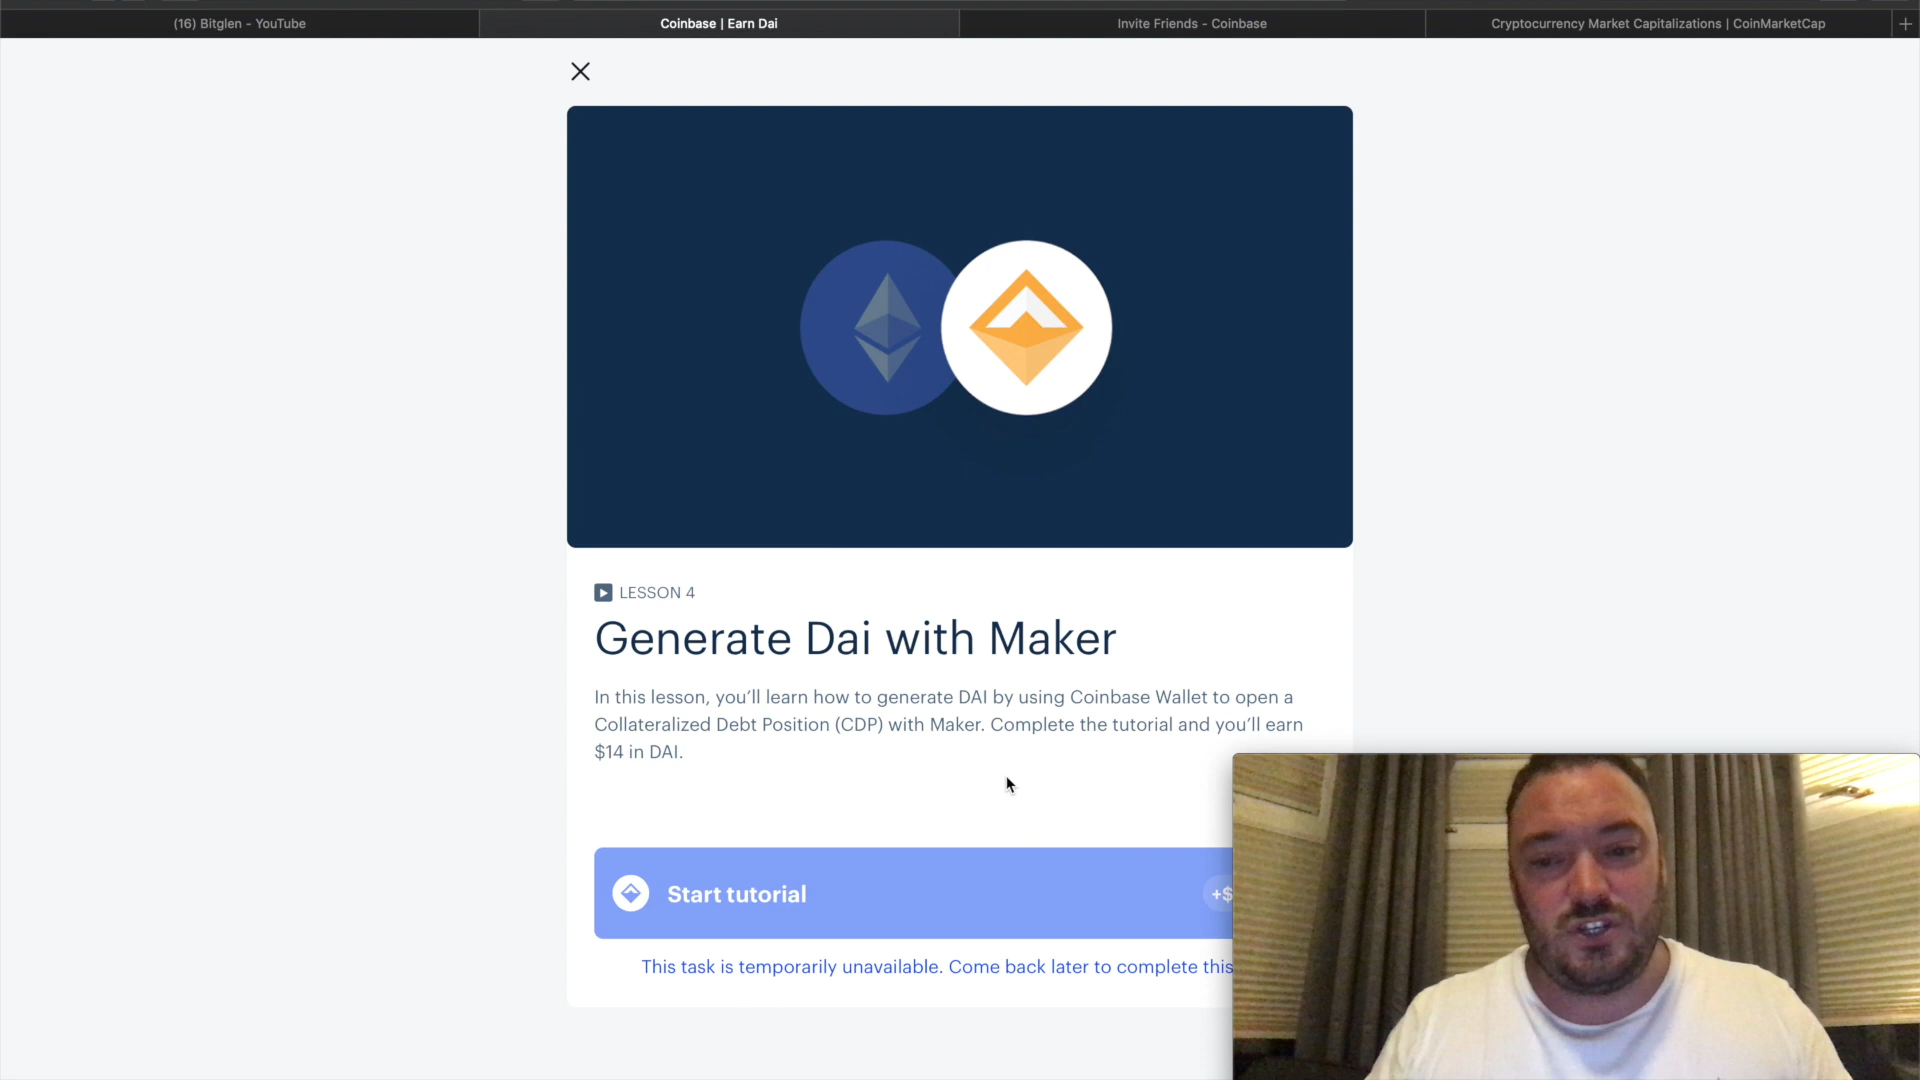 (16) Bitglen - YouTube
Coinbase | Earn Dai
Invite Friends - Coinbase
Cryptocurrency Market Capitalizations | CoinMarketCap
LESSON 4
Generate Dai with Maker
In this lesson, you'll learn how to generate DAI by using Coinbase Wallet to open a
Collateralized Debt Position (CDP) with Maker. Complete the tutorial and you'll earn
$14 in DAI.
Start tutorial
+$
This task is temporarily unavailable. Come back later to complete this